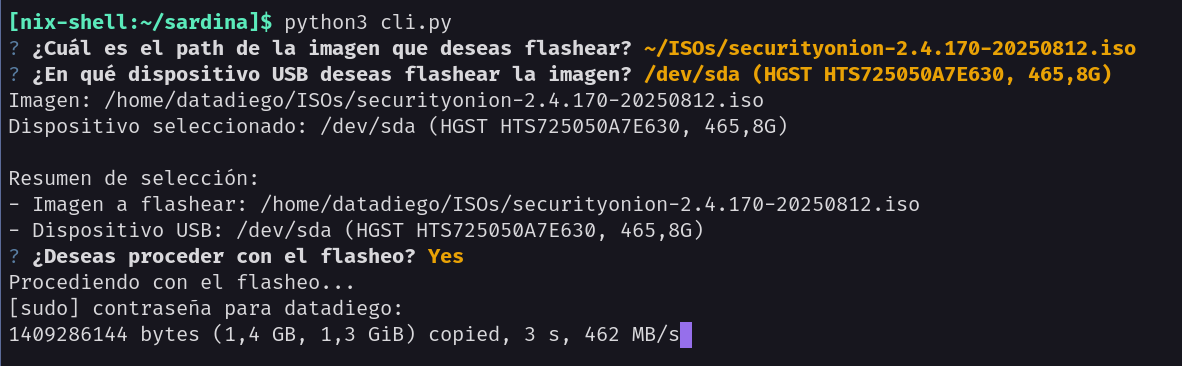 [nix-shell:~/sardina]$ python3 cli.py
? ¿Cuál es el path de la imagen que deseas flashear? ~/ISOs/securityonion-2.4.170-20250812.iso
? ¿En qué dispositivo USB deseas flashear la imagen? /dev/sda (HGST HTS725050A7E630, 465,8G)
Imagen: /home/datadiego/ISOs/securityonion-2.4.170-20250812.iso
Dispositivo seleccionado: /dev/sda (HGST HTS725050A7E630, 465,8G)
Resumen de selección:
- Imagen a flashear: /home/datadiego/ISOs/securityonion-2.4.170-20250812.iso
- Dispositivo USB: /dev/sda (HGST HTS725050A7E630, 465,8G)
? ¿Deseas proceder con el flasheo? Yes
Procediendo con el flasheo...
[sudo] contraseña para datadiego:
1409286144 bytes (1,4 GB, 1,3 GiB) copied, 3 s, 462 MB/s